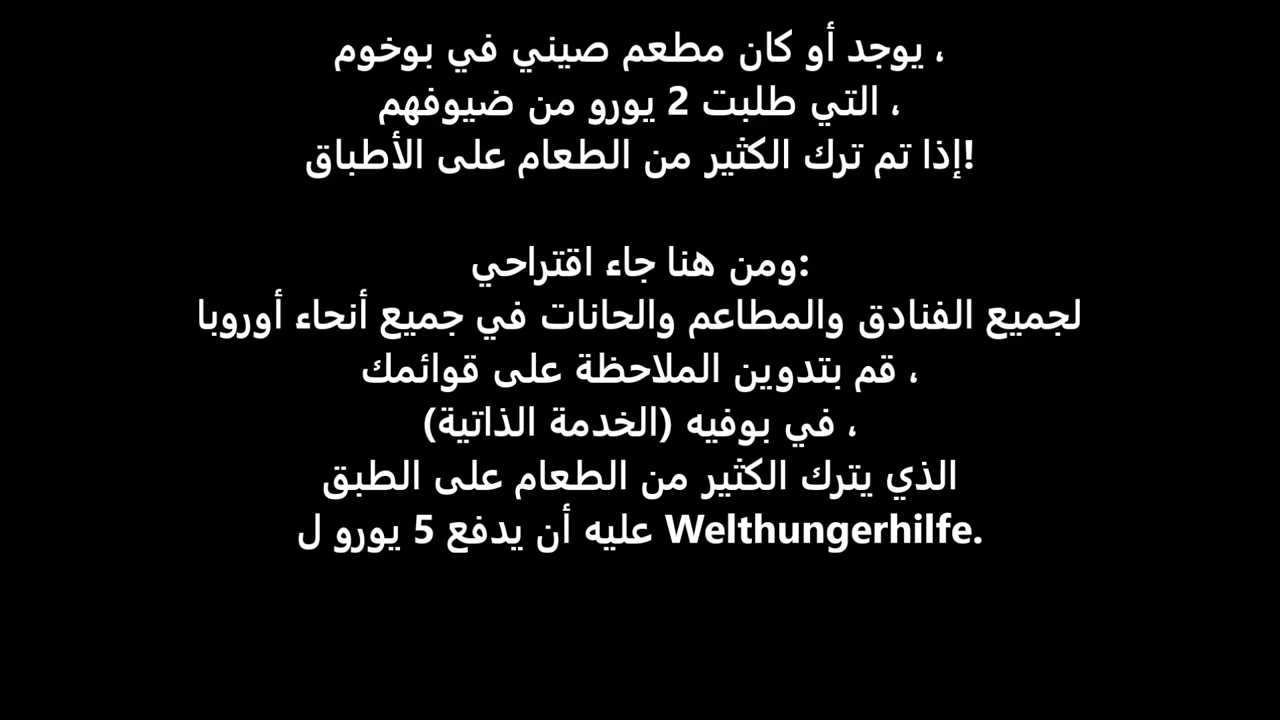 يوجد أو كان مطعم صيني في بوخوم ،
التي طلبت 2 يورو من ضيوفهم ،
إذا تم ترك الكثير من الطعام على الأطباق!
ومن هنا جاء اقتراحي:
لجميع الفنادق والمطاعم والحانات في جميع أنحاء أوروبا
قم بتدوين الملاحظة على قوائمك ،
في بوفيه (الخدمة الذاتية) ،
الذي يترك الكثير من الطعام على الطبق
عليه أن يدفع 5 يورو ل Welthungerhilfe.